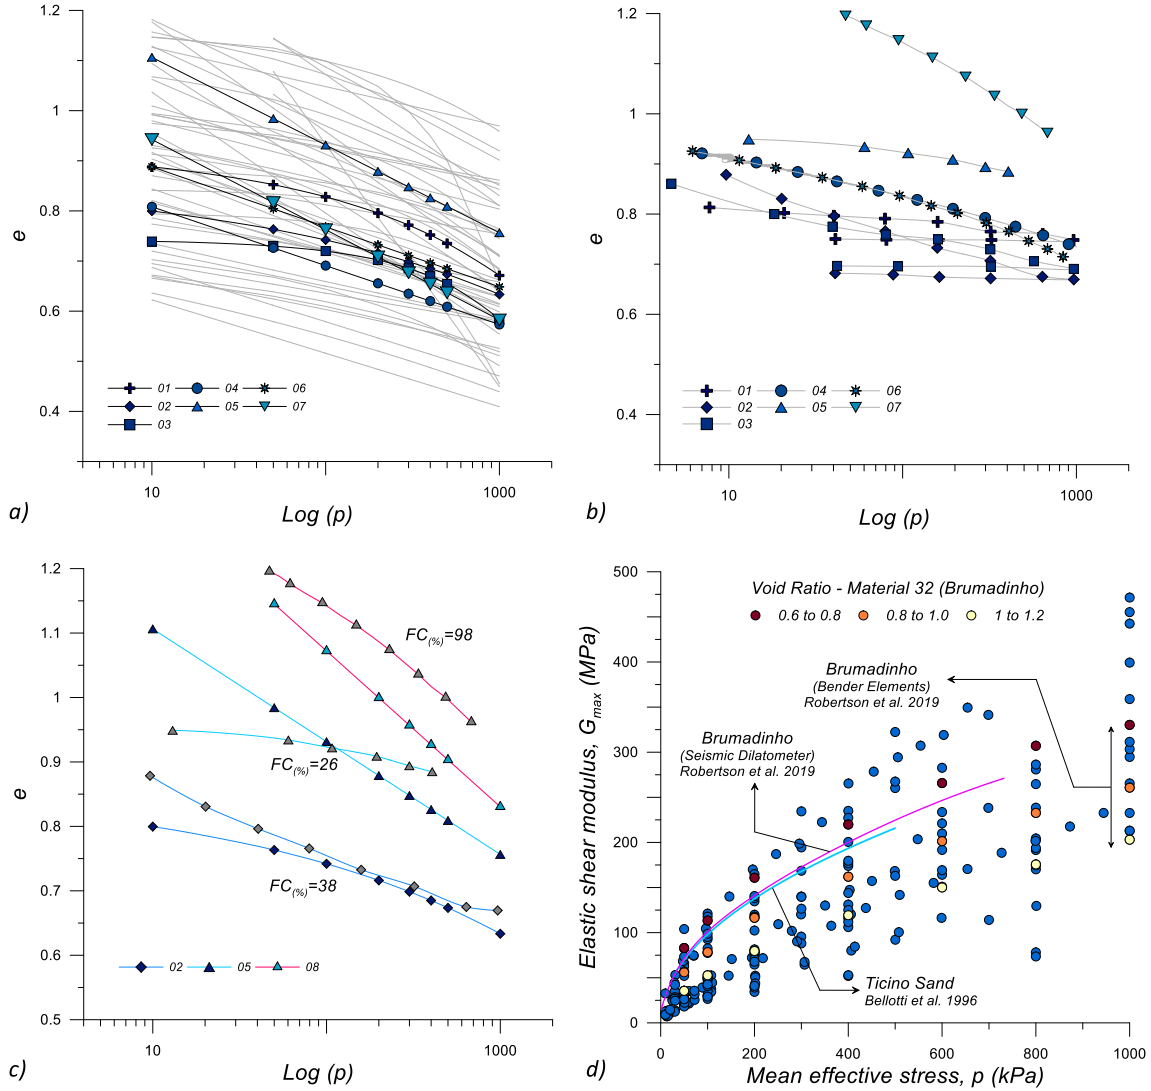 1.2
1
0.8
0.6
0.4
e
01 04 06
02 05 07
03
10 1000
Log (p)
a)
1.2
1
0.8
0.6
0.4
e
01 04 06
02 05 07
03
10 1000
Log (p)
b)
1.2
1.1
1
0.9
0.8
0.7
0.6
0.5
e
FC(%)=98
FC(%)=26
FC(%)=38
02 05 08
10 1000
Log (p)
c)
500
400
300
200
100
0
Elastic shear modulus, Gmax (MPa)
Void Ratio - Material 32 (Brumadinho)
0.6 to 0.8 0.8 to 1.0 1 to 1.2
Brumadinho
(Bender Elements)
Robertson et al. 2019
Brumadinho
(Seismic Dilatometer)
Robertson et al. 2019
Ticino Sand
Bellotti et al. 1996
0 200 400 600 800 1000
Mean effective stress, p (kPa)
d)